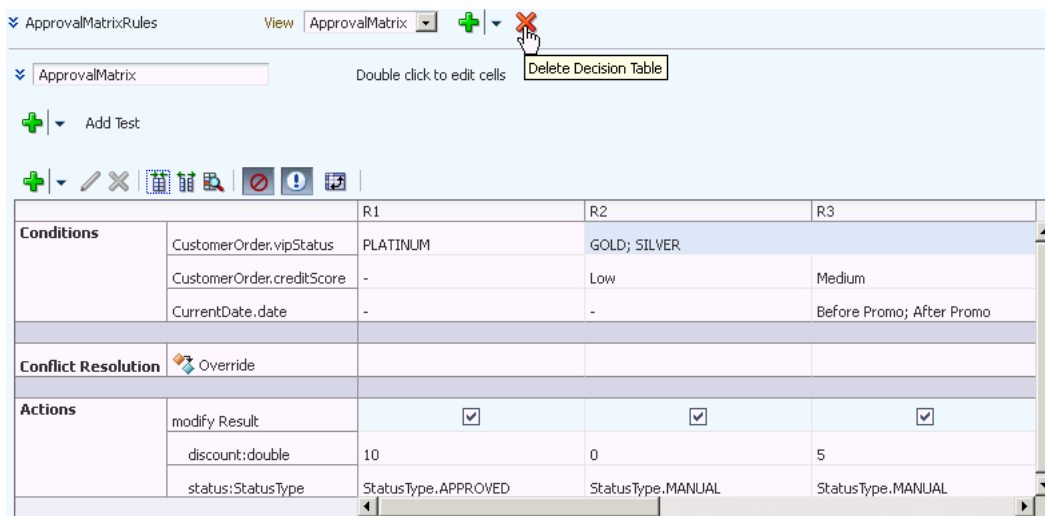 ApprovalMatrixRules View ApprovalMatrix
Delete Decision Table
ApprovalMatrix Double click to edit cells
Add Test
R1 R2 R3
Conditions
CustomerOrder.vipStatus PLATINUM GOLD; SILVER
CustomerOrder.creditScore - Low Medium
CurrentDate.date - - Before Promo; After Promo
Conflict Resolution Override
Actions
modify Result
discount:double 10 0 5
status:StatusType StatusType.APPROVED StatusType.MANUAL StatusType.MANUAL